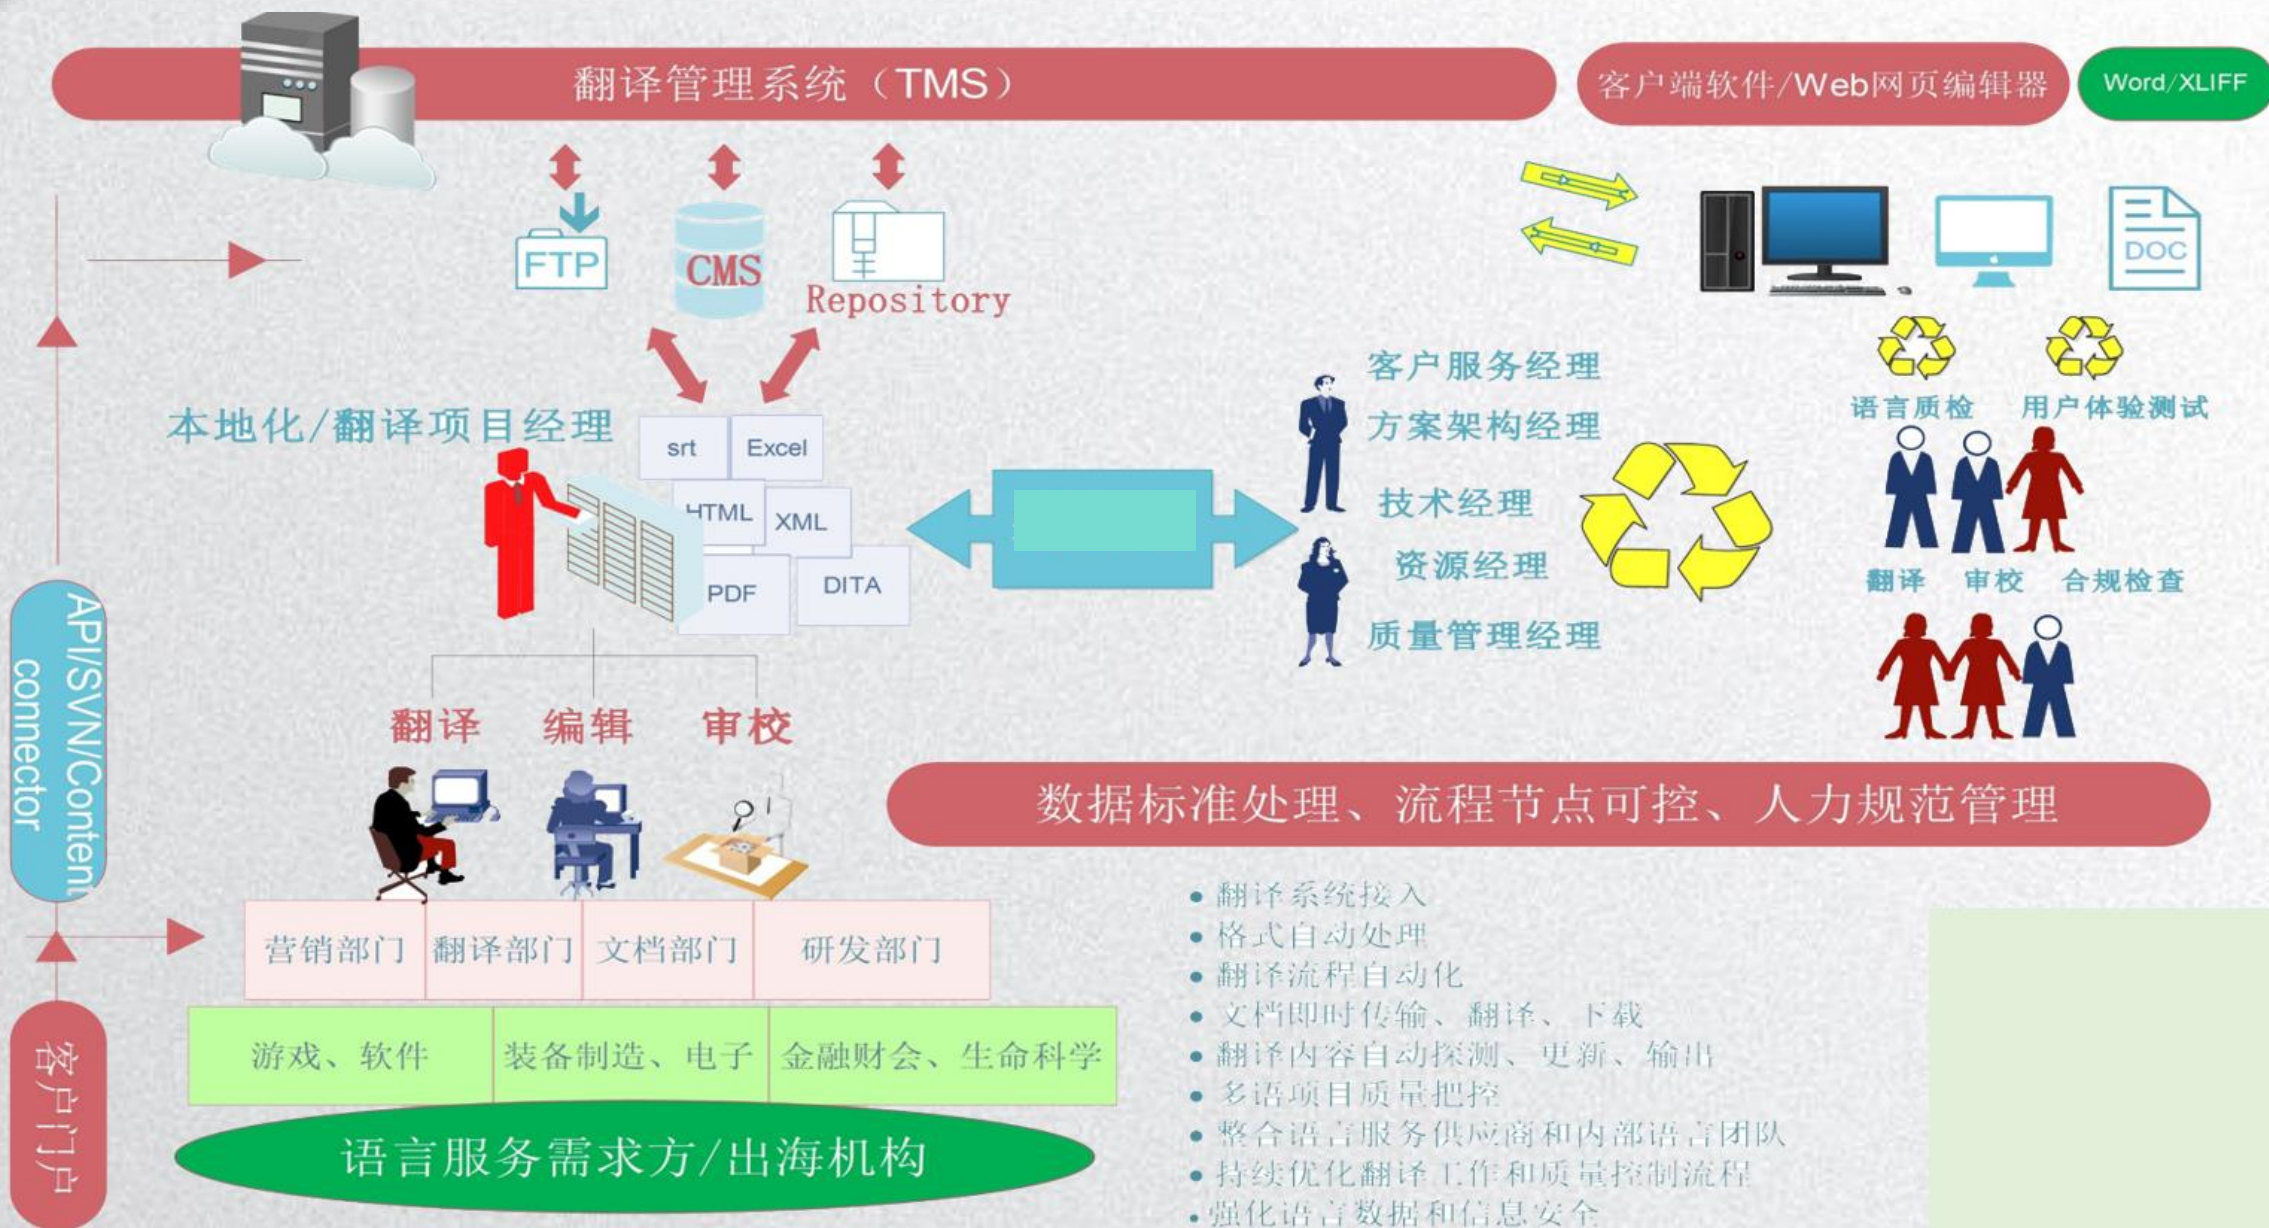 翻译管理系统（TMS）
客户端软件/Web网页编辑器
Word/XLIFF
FTP
CMS
Repository
DOC
本地化/翻译项目经理
srt
Excel
HTML
XML
PDF
DITA
客户服务经理
方案架构经理
技术经理
资源经理
质量管理经理
语言质检
用户体验测试
翻译
审校
合规检查
API/SVN/Content
connector
翻译
编辑
审校
数据标准处理、流程节点可控、人力规范管理
营销部门
翻译部门
文档部门
研发部门
游戏、软件
装备制造、电子
金融财会、生命科学
语言服务需求方/出海机构
客户门户
• 翻译系统接入
• 格式自动处理
• 翻译流程自动化
• 文档即时传输、翻译、下载
• 翻译内容自动探测、更新、输出
• 多语项目质量把控
• 整合语言服务供应商和内部语言团队
• 持续优化翻译工作和质量控制流程
• 强化语言数据和信息安全